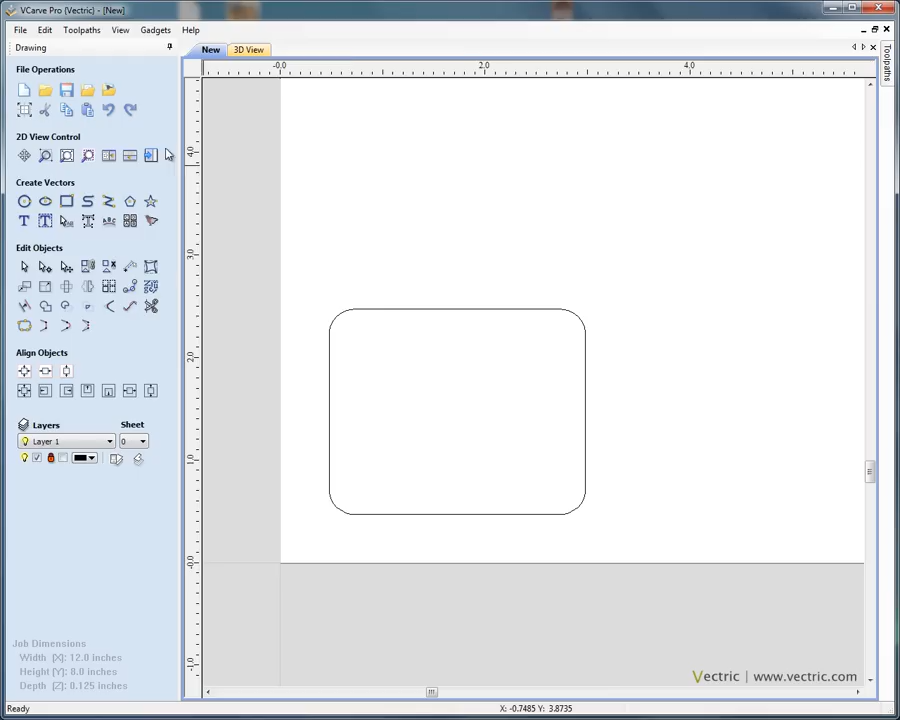 VCarve Pro (Vectric) - [New]
File Edit Toolpaths View Gadgets Help
Drawing
New 3D View
Toolpaths
-0.0 2.0 4.0
File Operations
2D View Control
Create Vectors
Edit Objects
Align Objects
Layers Sheet
Layer 1 0
4.0
3.0
2.0
1.0
-0.0
-1.0
Job Dimensions
Width [X]: 12.0 inches
Height [Y]: 8.0 inches
Depth [Z]: 0.125 inches
Vectric | www.vectric.com
Ready X: -0.7485 Y: 3.8735